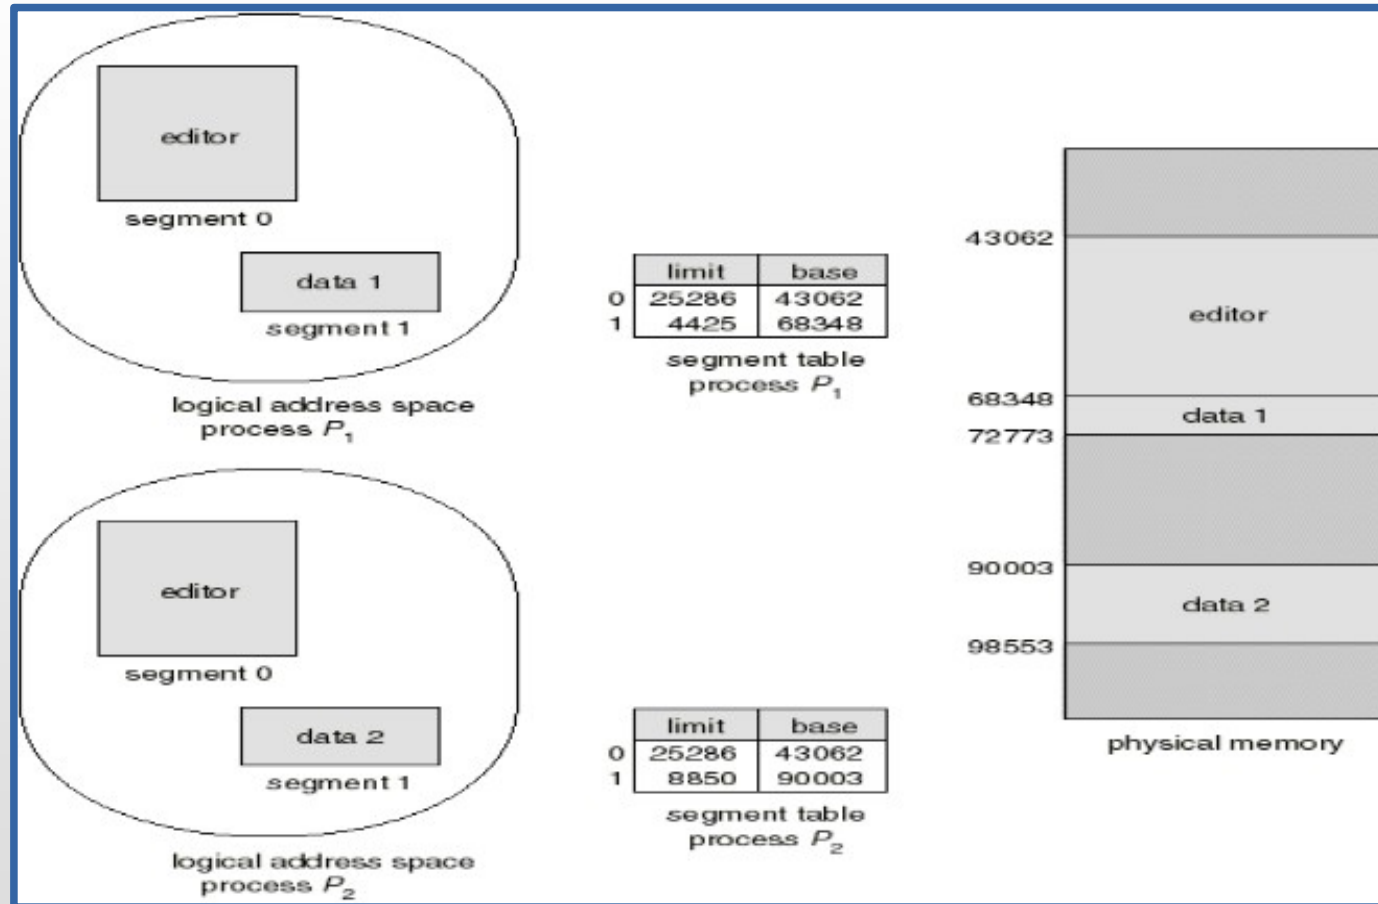 editor
segment 0
data 1
segment 1
logical address space
process P1
limit base
0 25286 43062
1 4425 68348
segment table
process P1
editor
segment 0
data 2
segment 1
logical address space
process P2
limit base
0 25286 43062
1 8850 90003
segment table
process P2
43062
editor
68348
data 1
72773
90003
data 2
98553
physical memory